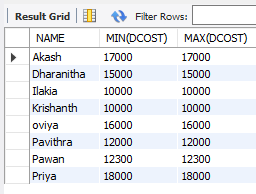 Result Grid Filter Rows:
NAME MIN(DCOST) MAX(DCOST)
Akash 17000 17000
Dharanitha 15000 15000
Ilakia 10000 10000
Krishanth 10000 10000
oviya 16000 16000
Pavithra 12000 12000
Pawan 12300 12300
Priya 18000 18000